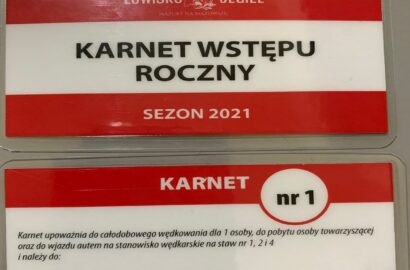 ŁOWISKO
KARNET WSTĘPU
ROCZNY
SEZON 2021
KARNET
nr 1
Karnet upoważnia do całodobowego wędkowania dla 1 osoby, do pobytu osoby towarzyszącej
oraz do wjazdu autem na stanowisko wędkarskie na staw nr 1, 2 i 4
i należy do: